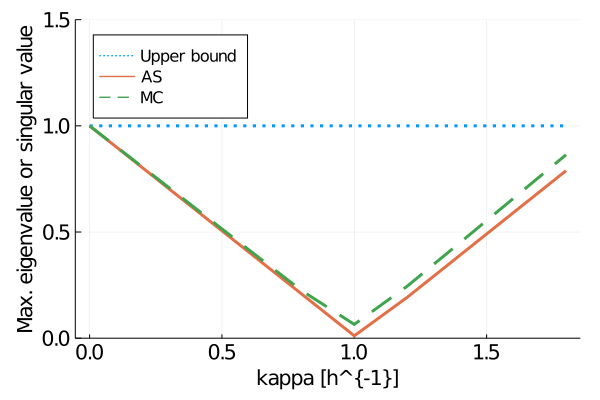 Max. eigenvalue or singular value
1.5
1.0
0.5
0.0
Upper bound
AS
MC
0.0 0.5 1.0 1.5
kappa [h^{-1}]